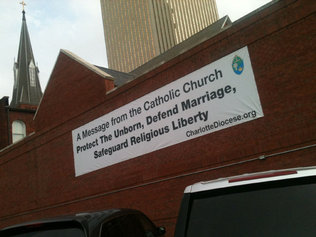 A Message from the Catholic Church
Protect The Unborn, Defend Marriage,
Safeguard Religious Liberty
CharlotteDiocese.org